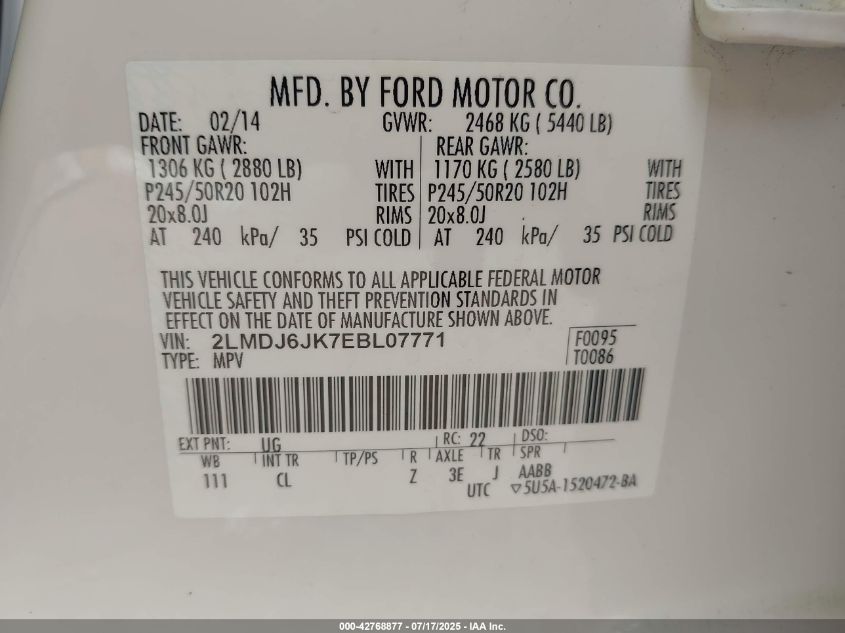 MFD. BY FORD MOTOR CO.
DATE: 02/14 GVWR: 2468 KG ( 5440 LB)
FRONT GAWR: REAR GAWR:
1306 KG ( 2880 LB) WITH 1170 KG ( 2580 LB) WITH
P245/50R20 102H TIRES P245/50R20 102H TIRES
20x8.0J RIMS 20x8.0J RIMS
AT 240 kPa/ 35 PSI COLD AT 240 kPa/ 35 PSI COLD
THIS VEHICLE CONFORMS TO ALL APPLICABLE FEDERAL MOTOR
VEHICLE SAFETY AND THEFT PREVENTION STANDARDS IN
EFFECT ON THE DATE OF MANUFACTURE SHOWN ABOVE.
VIN: 2LMDJ6JK7EBL07771 F0095
TYPE: MPV T0086
EXT PNT: UG RC: 22 DSO:
WB INT TR TP/PS R AXLE TR SPR
111 CL Z 3E J AABB
UTC ▽5U5A-1520472-BA
000-42768877 - 07/17/2025 - IAA Inc.